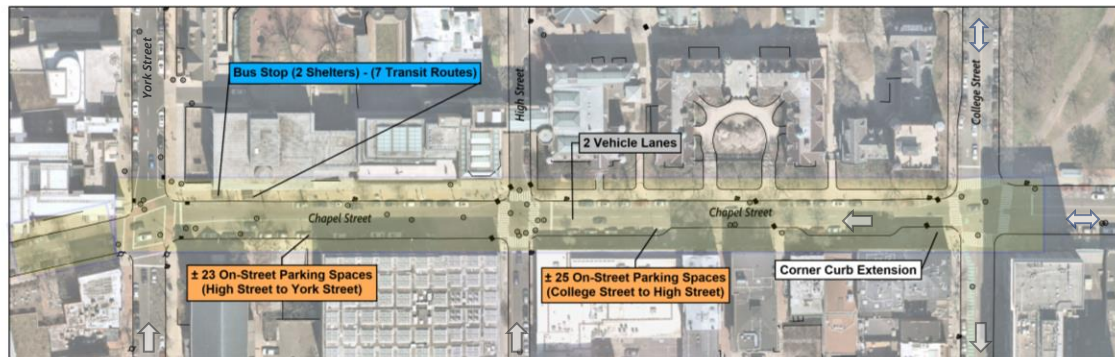 York Street
High Street
College Street
Bus Stop (2 Shelters) - (7 Transit Routes)
2 Vehicle Lanes
Chapel Street
Chapel Street
± 23 On-Street Parking Spaces
(High Street to York Street)
± 25 On-Street Parking Spaces
(College Street to High Street)
Corner Curb Extension